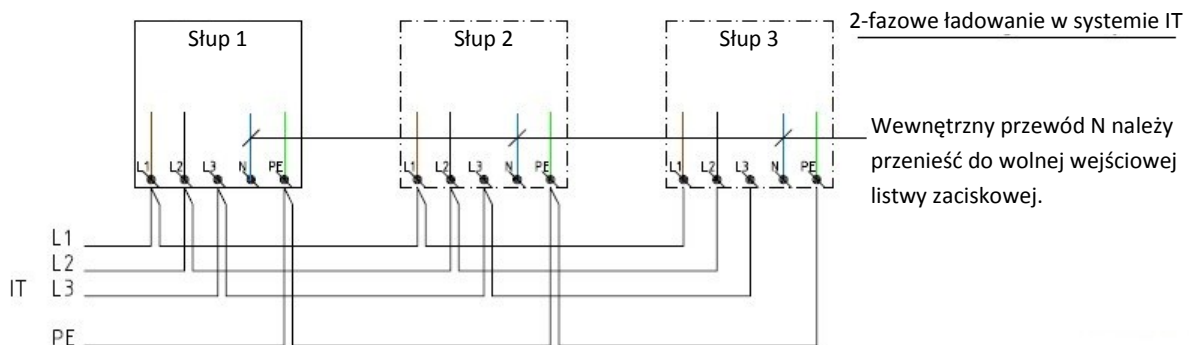 2-fazowe ładowanie w systemie IT
Słup 1
Słup 2
Słup 3
Wewnętrzny przewód N należy
przenieść do wolnej wejściowej
listwy zaciskowej.
L1 L2 L3 N PE
L1 L2 L3 N PE
L1 L2 L3 N PE
L1
L2
IT L3
PE